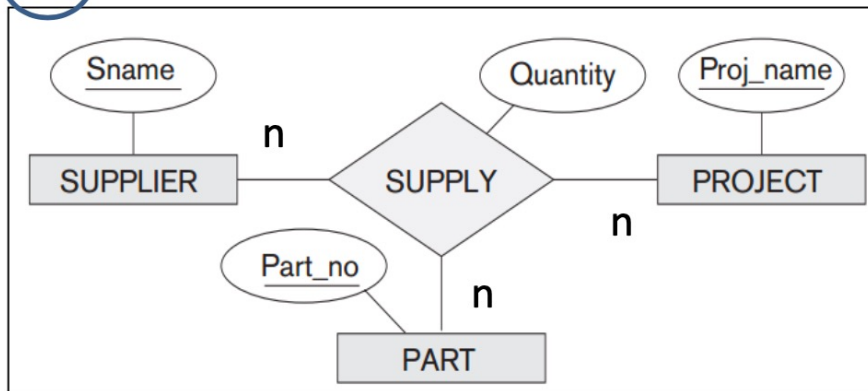 Sname
Quantity
Proj_name
n
SUPPLIER
SUPPLY
PROJECT
n
Part_no
n
PART